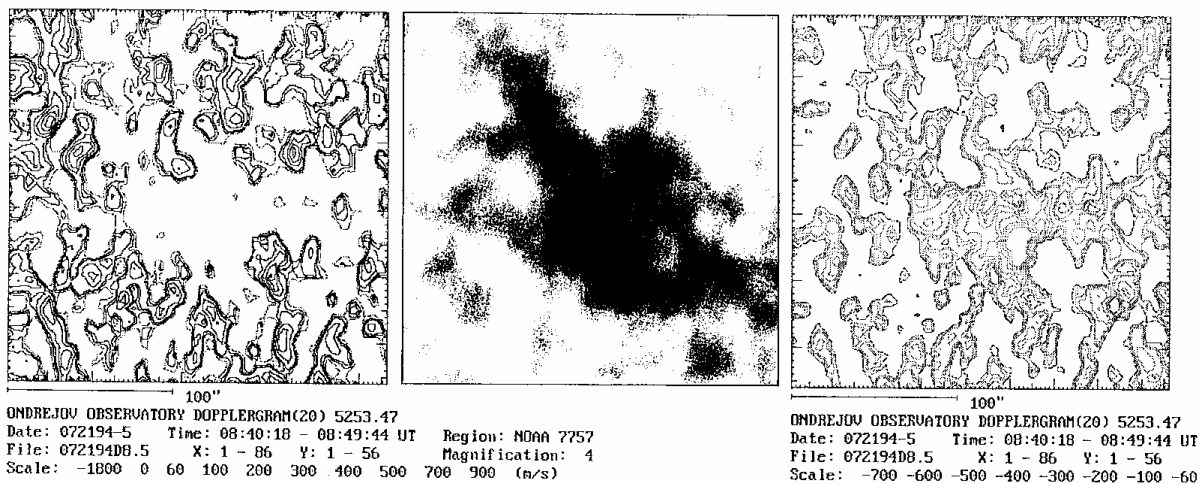 100"
ONDREJOV OBSERVATORY DOPPLERGRAM(20) 5253.47
Date: 072194-5 Time: 08:40:18 - 08:49:44 UT Region: NOAA 7757
File: 072194D8.5 X: 1 - 86 Y: 1 - 56 Magnification: 4
Scale: -1800 0 60 100 200 300 400 500 700 900 (m/s)
100"
ONDREJOV OBSERVATORY DOPPLERGRAM(20) 5253.47
Date: 072194-5 Time: 08:40:18 - 08:49:44 UT
File: 072194D8.5 X: 1 - 86 Y: 1 - 56
Scale: -700 -600 -500 -400 -300 -200 -100 -60